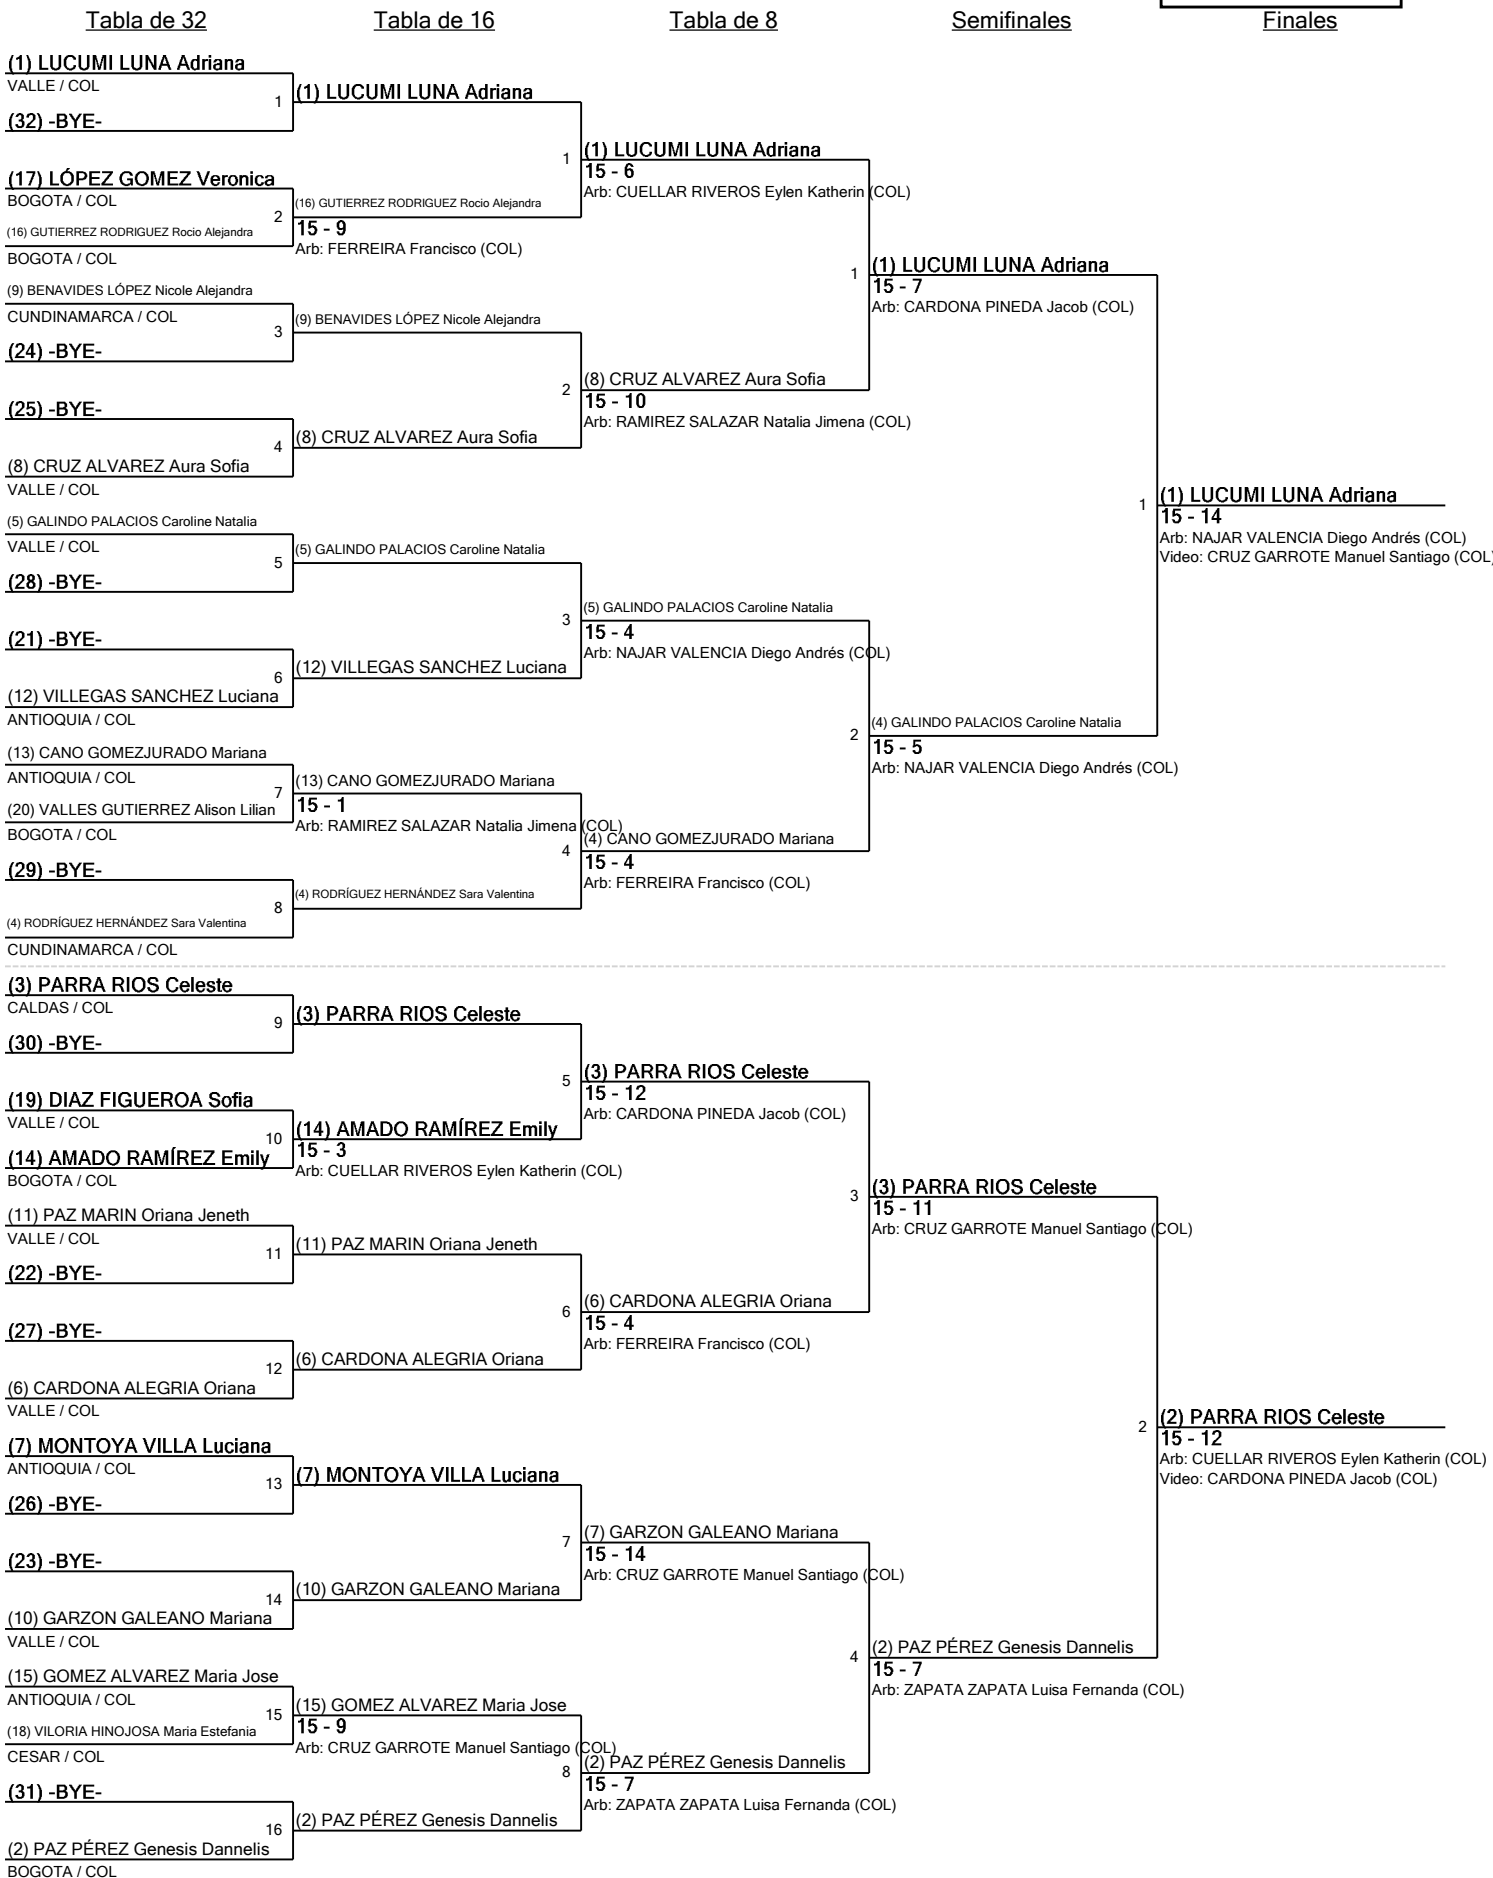 Tabla de 32
Tabla de 16
Tabla de 8
Semifinales
Finales
(1) LUCUMI LUNA Adriana
VALLE / COL
1
(32) -BYE-
(17) LÓPEZ GOMEZ Veronica
BOGOTA / COL
2
(16) GUTIERREZ RODRIGUEZ Rocio Alejandra
BOGOTA / COL
(9) BENAVIDES LÓPEZ Nicole Alejandra
CUNDINAMARCA / COL
3
(24) -BYE-
(25) -BYE-
4
(8) CRUZ ALVAREZ Aura Sofia
VALLE / COL
(5) GALINDO PALACIOS Caroline Natalia
VALLE / COL
5
(28) -BYE-
(21) -BYE-
6
(12) VILLEGAS SANCHEZ Luciana
ANTIOQUIA / COL
(13) CANO GOMEZJURADO Mariana
ANTIOQUIA / COL
7
(20) VALLES GUTIERREZ Alison Lilian
BOGOTA / COL
(29) -BYE-
8
(4) RODRÍGUEZ HERNÁNDEZ Sara Valentina
CUNDINAMARCA / COL
(3) PARRA RIOS Celeste
CALDAS / COL
9
(30) -BYE-
(19) DIAZ FIGUEROA Sofia
VALLE / COL
10
(14) AMADO RAMÍREZ Emily
BOGOTA / COL
(11) PAZ MARIN Oriana Jeneth
VALLE / COL
11
(22) -BYE-
(27) -BYE-
12
(6) CARDONA ALEGRIA Oriana
VALLE / COL
(7) MONTOYA VILLA Luciana
ANTIOQUIA / COL
13
(26) -BYE-
(23) -BYE-
14
(10) GARZON GALEANO Mariana
VALLE / COL
(15) GOMEZ ALVAREZ Maria Jose
ANTIOQUIA / COL
15
(18) VILORIA HINOJOSA Maria Estefania
CESAR / COL
(31) -BYE-
16
(2) PAZ PÉREZ Genesis Dannelis
BOGOTA / COL
(1) LUCUMI LUNA Adriana
1
(16) GUTIERREZ RODRIGUEZ Rocio Alejandra
15 - 9
Arb: FERREIRA Francisco (COL)
(9) BENAVIDES LÓPEZ Nicole Alejandra
2
(8) CRUZ ALVAREZ Aura Sofia
(5) GALINDO PALACIOS Caroline Natalia
3
(12) VILLEGAS SANCHEZ Luciana
(13) CANO GOMEZJURADO Mariana
15 - 1
Arb: RAMIREZ SALAZAR Natalia Jimena (COL)
4
(4) RODRÍGUEZ HERNÁNDEZ Sara Valentina
(3) PARRA RIOS Celeste
5
(14) AMADO RAMÍREZ Emily
15 - 3
Arb: CUELLAR RIVEROS Eylen Katherin (COL)
(11) PAZ MARIN Oriana Jeneth
6
(6) CARDONA ALEGRIA Oriana
(7) MONTOYA VILLA Luciana
7
(10) GARZON GALEANO Mariana
(15) GOMEZ ALVAREZ Maria Jose
15 - 9
Arb: CRUZ GARROTE Manuel Santiago (COL)
8
(2) PAZ PÉREZ Genesis Dannelis
(1) LUCUMI LUNA Adriana
15 - 6
Arb: CUELLAR RIVEROS Eylen Katherin (COL)
1
(8) CRUZ ALVAREZ Aura Sofia
15 - 10
Arb: RAMIREZ SALAZAR Natalia Jimena (COL)
(5) GALINDO PALACIOS Caroline Natalia
15 - 4
Arb: NAJAR VALENCIA Diego Andrés (COL)
2
(4) CANO GOMEZJURADO Mariana
15 - 4
Arb: FERREIRA Francisco (COL)
(3) PARRA RIOS Celeste
15 - 12
Arb: CARDONA PINEDA Jacob (COL)
3
(6) CARDONA ALEGRIA Oriana
15 - 4
Arb: FERREIRA Francisco (COL)
(7) GARZON GALEANO Mariana
15 - 14
Arb: CRUZ GARROTE Manuel Santiago (COL)
4
(2) PAZ PÉREZ Genesis Dannelis
15 - 7
Arb: ZAPATA ZAPATA Luisa Fernanda (COL)
(1) LUCUMI LUNA Adriana
15 - 7
Arb: CARDONA PINEDA Jacob (COL)
1
(4) GALINDO PALACIOS Caroline Natalia
15 - 5
Arb: NAJAR VALENCIA Diego Andrés (COL)
(3) PARRA RIOS Celeste
15 - 11
Arb: CRUZ GARROTE Manuel Santiago (COL)
2
(2) PAZ PÉREZ Genesis Dannelis
15 - 7
Arb: ZAPATA ZAPATA Luisa Fernanda (COL)
(1) LUCUMI LUNA Adriana
15 - 14
Arb: NAJAR VALENCIA Diego Andrés (COL)
Video: CRUZ GARROTE Manuel Santiago (COL)
(2) PARRA RIOS Celeste
15 - 12
Arb: CUELLAR RIVEROS Eylen Katherin (COL)
Video: CARDONA PINEDA Jacob (COL)